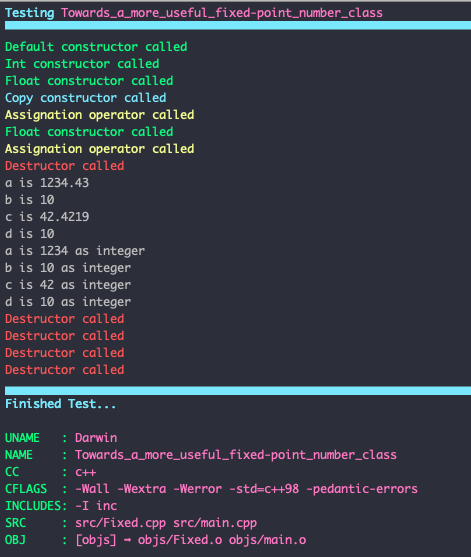 Testing Towards_a_more_useful_fixed-point_number_class
Default constructor called
Int constructor called
Float constructor called
Copy constructor called
Assignation operator called
Float constructor called
Assignation operator called
Destructor called
a is 1234.43
b is 10
c is 42.4219
d is 10
a is 1234 as integer
b is 10 as integer
c is 42 as integer
d is 10 as integer
Destructor called
Destructor called
Destructor called
Destructor called
Finished Test...
UNAME : Darwin
NAME : Towards_a_more_useful_fixed-point_number_class
CC : c++
CFLAGS : -Wall -Wextra -Werror -std=c++98 -pedantic-errors
INCLUDES: -I inc
SRC : src/Fixed.cpp src/main.cpp
OBJ : [objs] → objs/Fixed.o objs/main.o